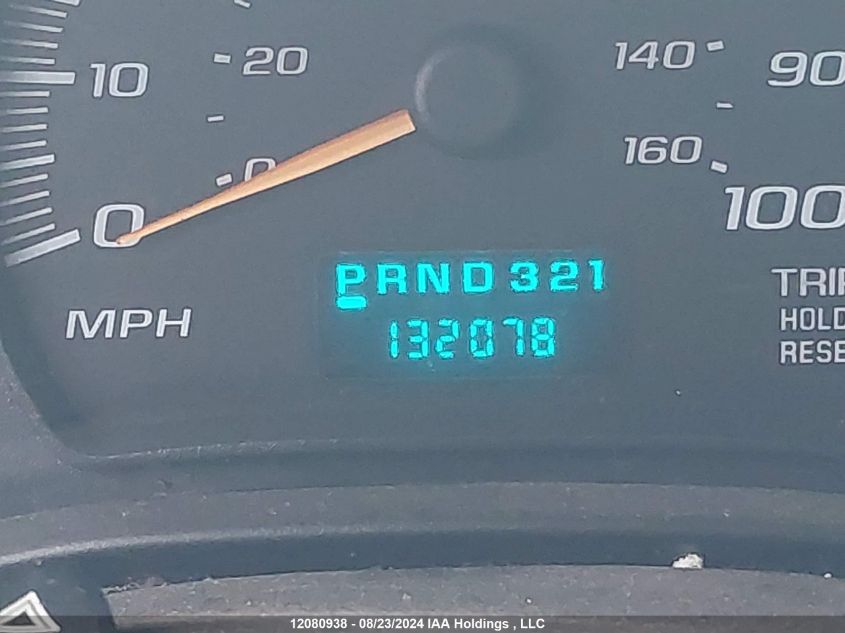 10
20
140
90
0
160
0
100
PRND321
MPH
132078
TRIP
HOLD
RESE
12080938 - 08/23/2024 IAA Holdings , LLC